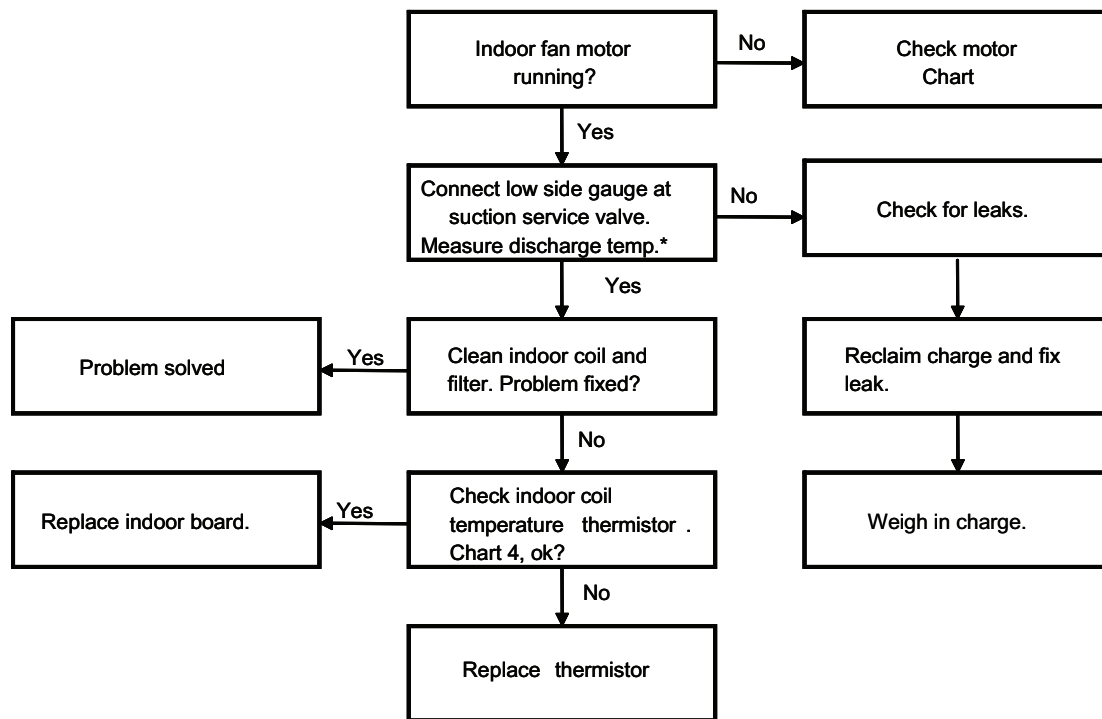 Indoor fan motor
running?
No
Check motor
Chart
Yes
Connect low side gauge at
suction service valve.
Measure discharge temp.*
No
Check for leaks.
Yes
Problem solved
Yes
Clean indoor coil and
filter. Problem fixed?
Reclaim charge and fix
leak.
No
Replace indoor board.
Yes
Check indoor coil
temperature thermistor .
Chart 4, ok?
Weigh in charge.
No
Replace thermistor